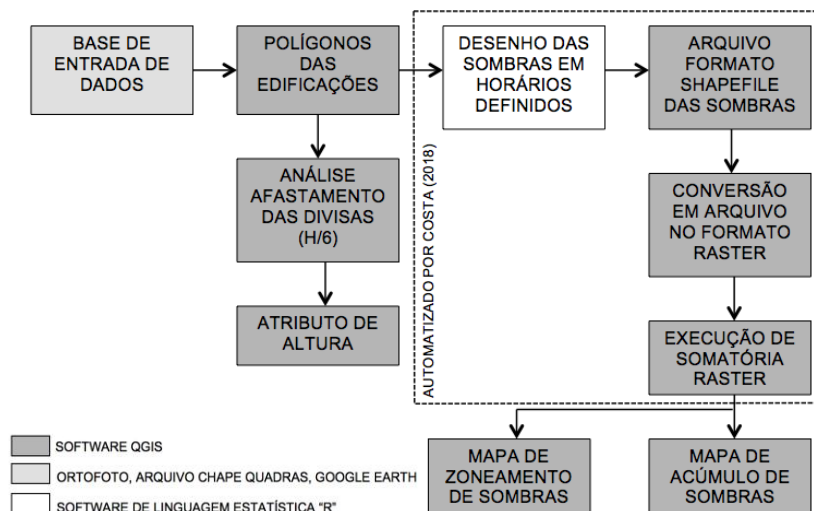 BASE DE
ENTRADA DE
DADOS
POLÍGONOS
DAS
EDIFICAÇÕES
DESENHO DAS
SOMBRAS EM
HORÁRIOS
DEFINIDOS
ARQUIVO
FORMATO
SHAPEFILE
DAS SOMBRAS
ANÁLISE
AFASTAMENTO
DAS DIVISAS
(H/6)
CONVERSÃO
EM ARQUIVO
NO FORMATO
RASTER
ATRIBUTO DE
ALTURA
AUTOMATIZADO POR COSTA (2018)
EXECUÇÃO DE
SOMATÓRIA
RASTER
MAPA DE
ZONEAMENTO
DE SOMBRAS
MAPA DE
ACÚMULO DE
SOMBRAS
SOFTWARE QGIS
ORTOFOTO, ARQUIVO CHAPE QUADRAS, GOOGLE EARTH
SOFTWARE DE LINGUAGEM ESTATÍSTICA "R"